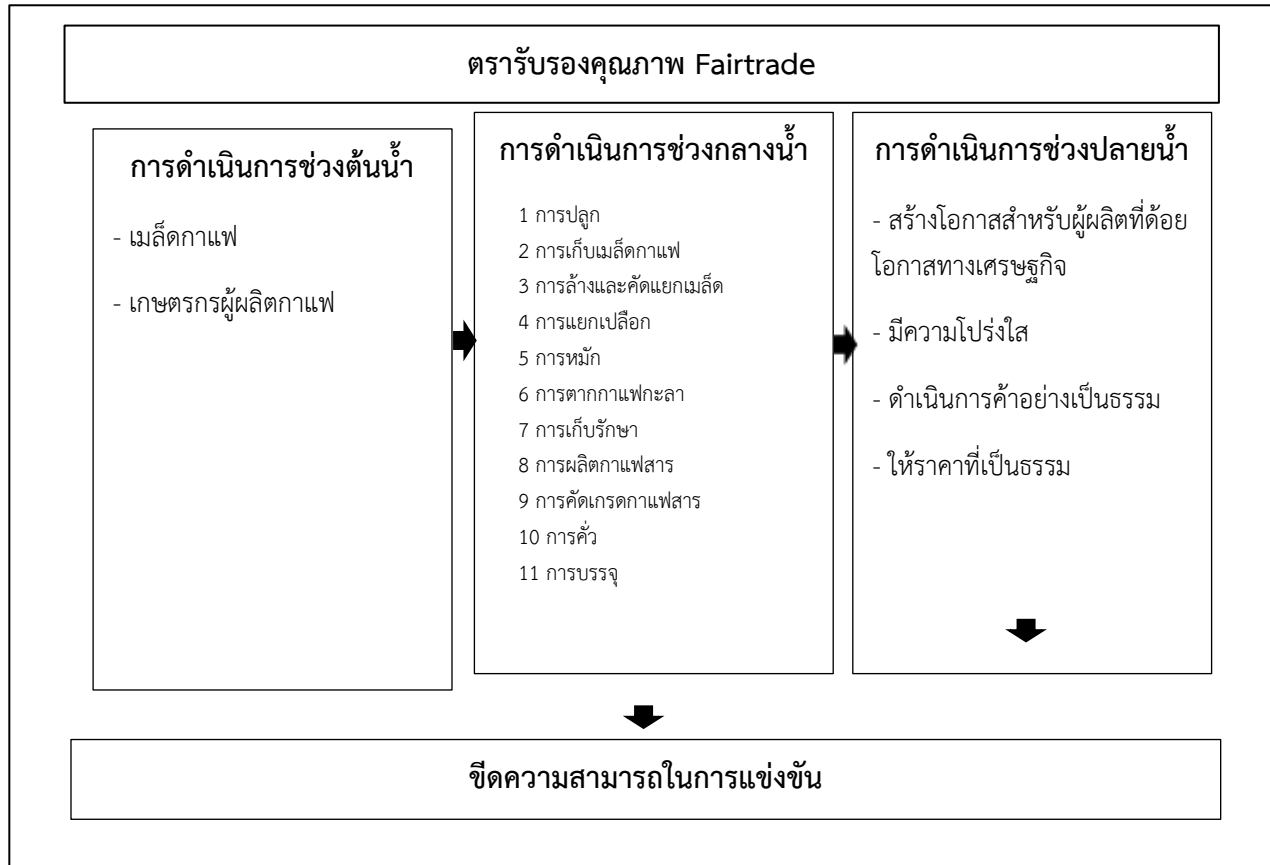 ตรารับรองคุณภาพ Fairtrade
การดำเนินการช่วงต้นน้ำ
- เมล็ดกาแฟ
- เกษตรกรผู้ผลิตกาแฟ
การดำเนินการช่วงกลางน้ำ
1 การปลูก
2 การเก็บเมล็ดกาแฟ
3 การล้างและคัดแยกเมล็ด
4 การแยกเปลือก
5 การหมัก
6 การตากกาแฟกะลา
7 การเก็บรักษา
8 การผลิตกาแฟสาร
9 การคัดเกรดกาแฟสาร
10 การคั่ว
11 การบรรจุ
การดำเนินการช่วงปลายน้ำ
- สร้างโอกาสสำหรับผู้ผลิตที่ด้อย
โอกาสทางเศรษฐกิจ
- มีความโปร่งใส
- ดำเนินการค้าอย่างเป็นธรรม
- ให้ราคาที่เป็นธรรม
ขีดความสามารถในการแข่งขัน